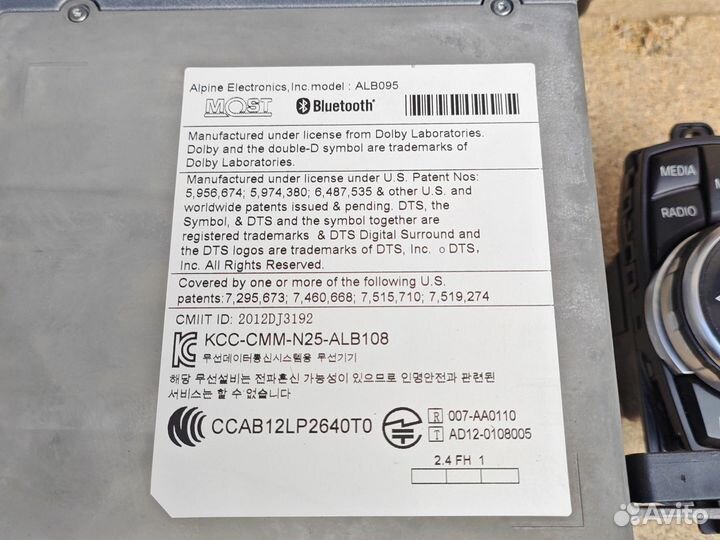 Alpine Electronics,Inc.model : ALB095
MOST Bluetooth®
Manufactured under license from Dolby Laboratories.
Dolby and the double-D symbol are trademarks of
Dolby Laboratories.
Manufactured under license under U.S. Patent Nos:
5,956,674; 5,974,380; 6,487,535 & other U.S. and
worldwide patents issued & pending. DTS, the
Symbol, & DTS and the symbol together are
registered trademarks & DTS Digital Surround and
the DTS logos are trademarks of DTS, Inc. o DTS,
Inc. All Rights Reserved.
Covered by one or more of the following U.S.
patents:7,295,673; 7,460,668; 7,515,710; 7,519,274
CMIIT ID: 2012DJ3192
KCC-CMM-N25-ALB108
무선데이터통신시스템용 무선기기
해당 무선설비는 전파혼신 가능성이 있으므로 인명안전과 관련된
서비스는 할 수 없습니다
CCAB12LP2640T0
R 007-AA0110
T AD12-0108005
2.4 FH 1
MEDIA
RADIO
Avito